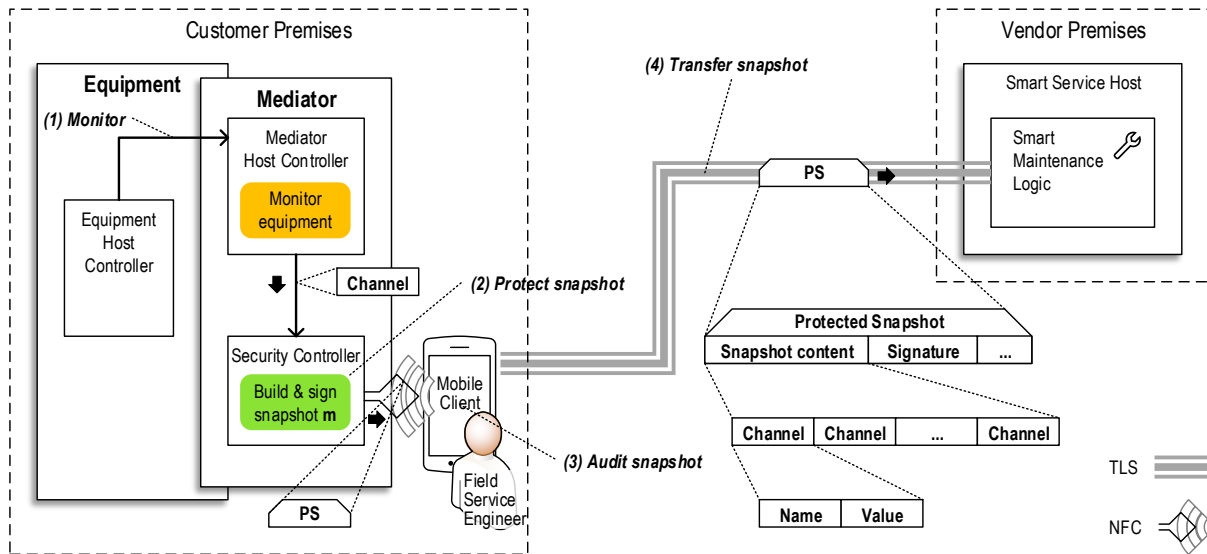 Customer Premises
Equipment
Mediator
(1) Monitor
Mediator
Host Controller
Monitor
equipment
Equipment
Host
Controller
Channel
(2) Protect snapshot
Security Controller
Build & sign
snapshot m
Mobile
Client
(3) Audit snapshot
Field
Service
Engineer
PS
(4) Transfer snapshot
PS
Vendor Premises
Smart Service Host
Smart
Maintenance
Logic
Protected Snapshot
Snapshot content
Signature
...
Channel
Channel
...
Channel
Name
Value
TLS
NFC